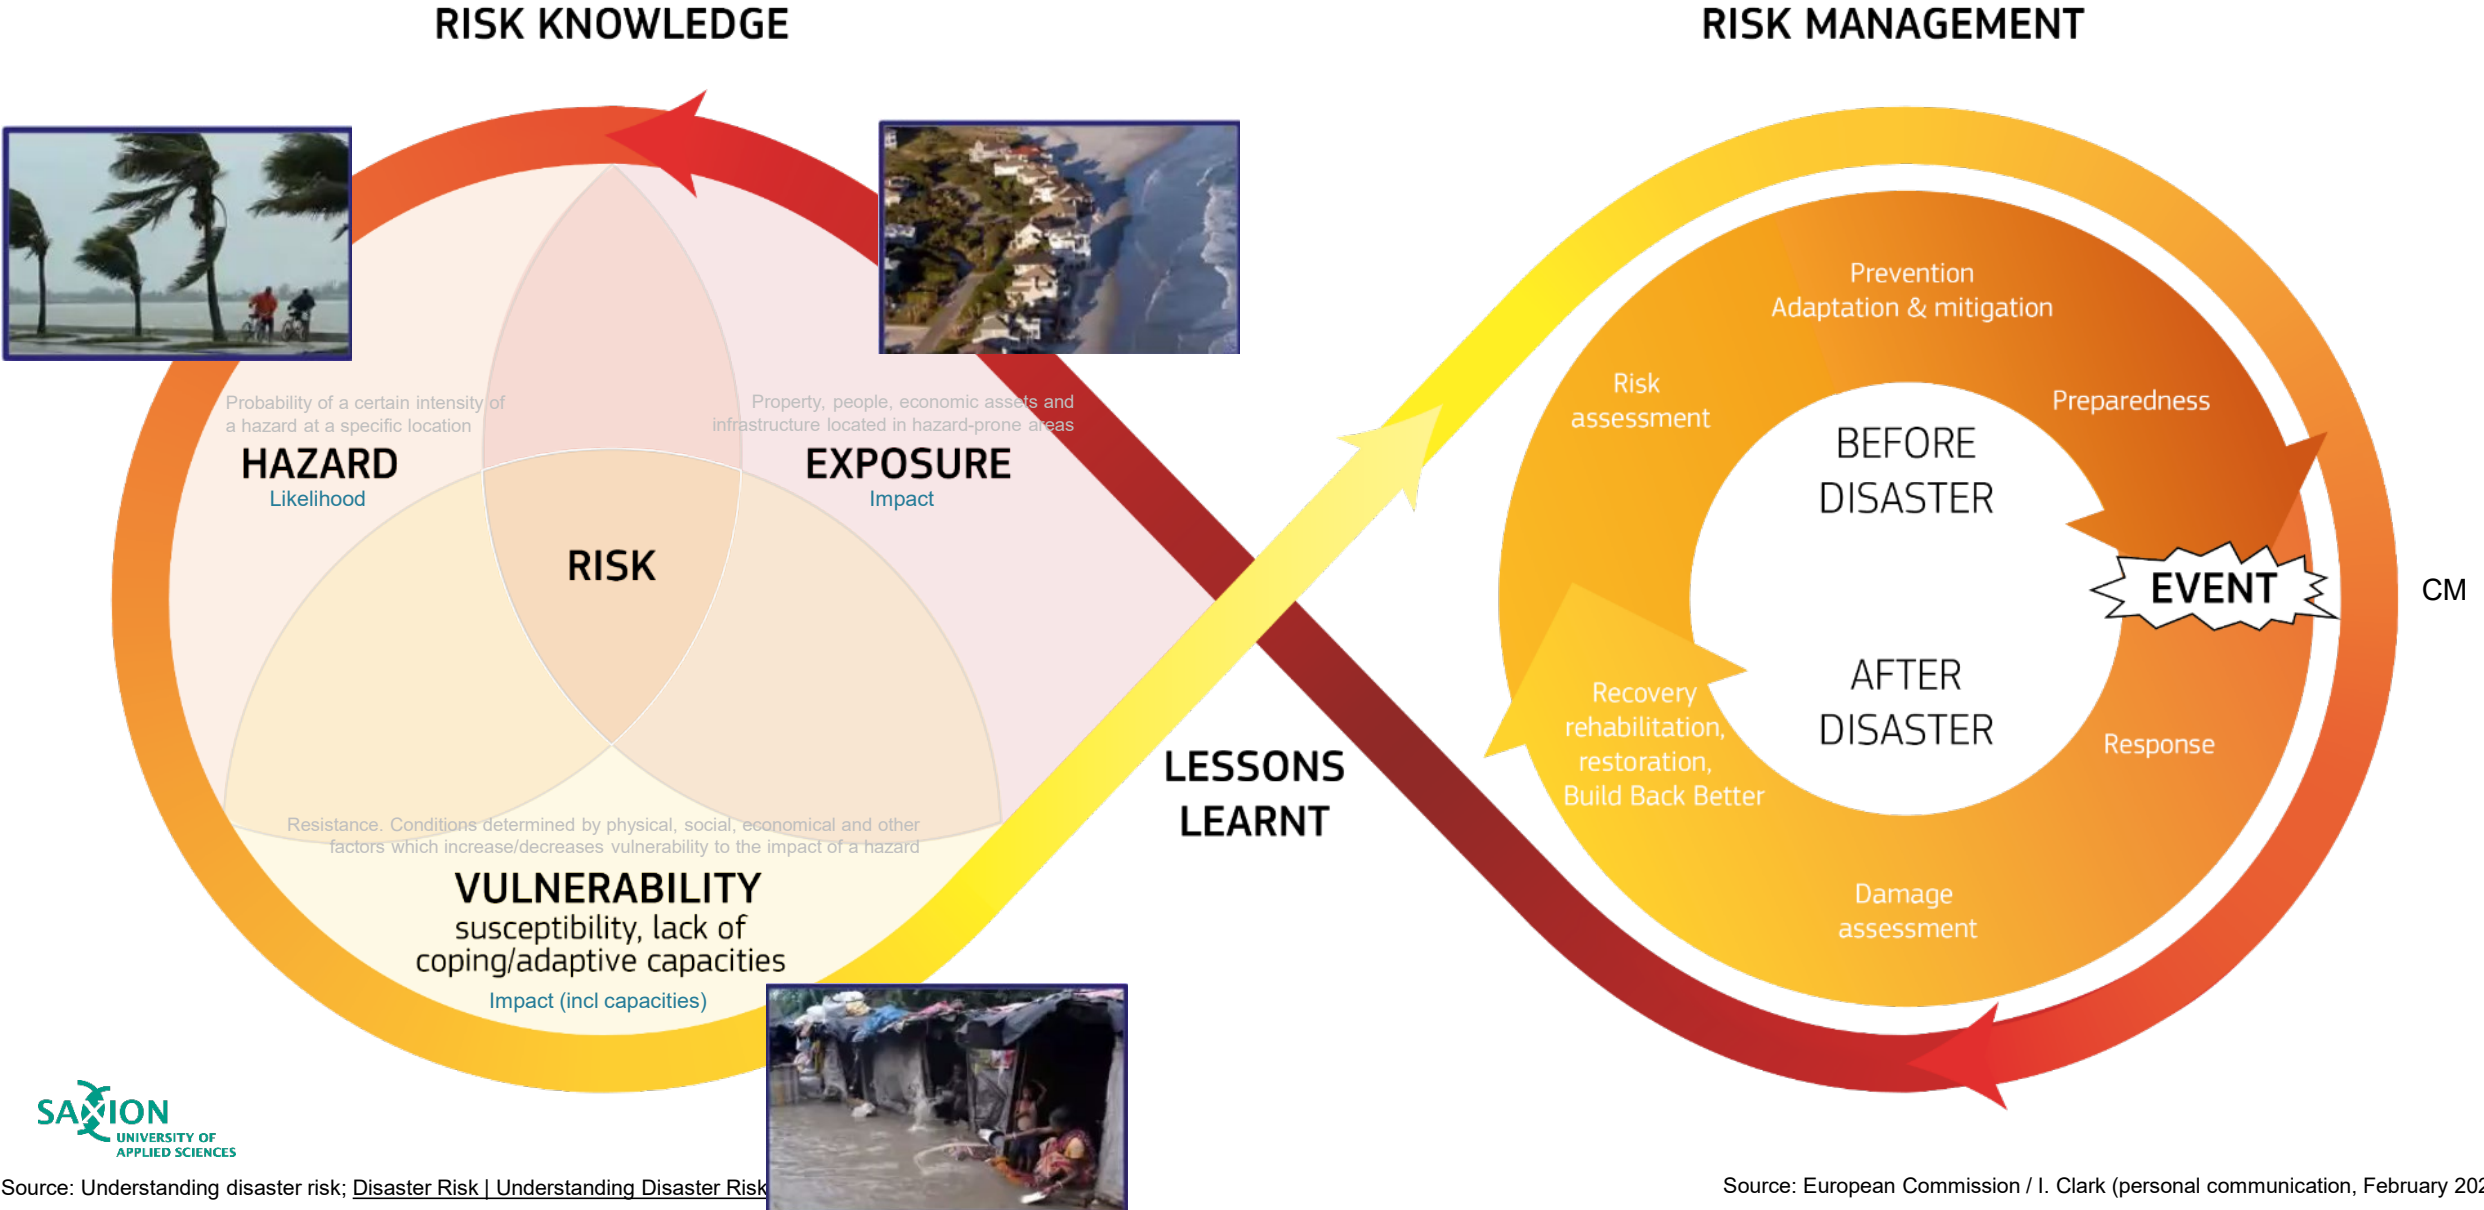 RISK KNOWLEDGE
RISK MANAGEMENT
Probability of a certain intensity of
a hazard at a specific location
HAZARD
Likelihood
Property, people, economic assets and
infrastructure located in hazard-prone areas
EXPOSURE
Impact
RISK
Resistance. Conditions determined by physical, social, economical and other
factors which increase/decreases vulnerability to the impact of a hazard
VULNERABILITY
susceptibility, lack of
coping/adaptive capacities
Impact (incl capacities)
LESSONS
LEARNT
Prevention
Adaptation & mitigation
Risk
assessment
Preparedness
BEFORE
DISASTER
EVENT
CM
AFTER
DISASTER
Recovery
rehabilitation,
restoration,
Build Back Better
Response
Damage
assessment
SAXION
UNIVERSITY OF
APPLIED SCIENCES
Source: Understanding disaster risk; Disaster Risk | Understanding Disaster Risk
Source: European Commission / I. Clark (personal communication, February 202